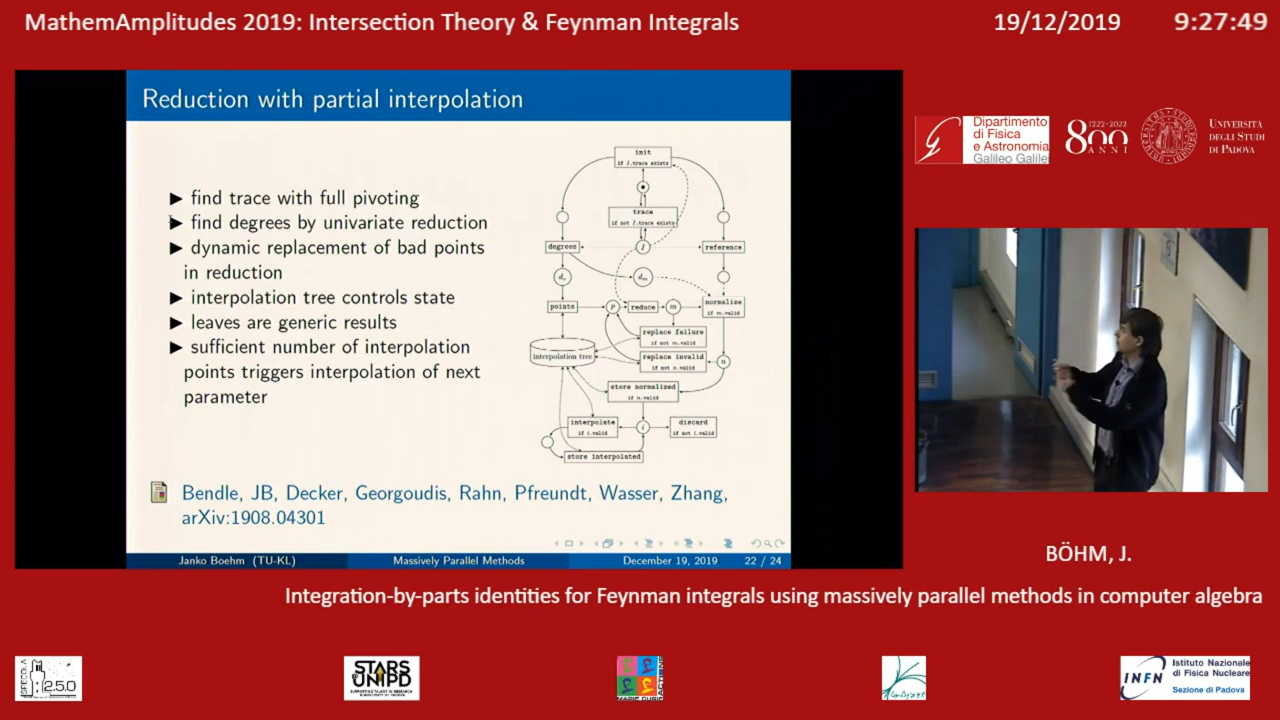 MathemAmplitudes 2019: Intersection Theory & Feynman Integrals
19/12/2019
9:27:49
Reduction with partial interpolation
▶ find trace with full pivoting
▶ find degrees by univariate reduction
▶ dynamic replacement of bad points
in reduction
▶ interpolation tree controls state
▶ leaves are generic results
▶ sufficient number of interpolation
points triggers interpolation of next
parameter
init
if I.trace exists
trace
if not I.trace exists
degrees
I
reference
points
p
reduce
m
normalize
if m.valid
replace failure
if not m.valid
interpolation tree
replace invalid
if not n.valid
n
store normalized
if n.valid
interpolate
if i.valid
i
discard
if not i.valid
store interpolated
Bendle, JB, Decker, Georgoudis, Rahn, Pfreundt, Wasser, Zhang,
arXiv:1908.04301
Janko Boehm (TU-KL)
Massively Parallel Methods
December 19, 2019
22 / 24
Dipartimento
di Fisica
e Astronomia
Galileo Galilei
1222-2022
800
ANNI
UNIVERSITÀ
DEGLI STUDI
DI PADOVA
BÖHM, J.
Integration-by-parts identities for Feynman integrals using massively parallel methods in computer algebra
STARS
UNIPD
INFN
Istituto Nazionale
di Fisica Nucleare
Sezione di Padova